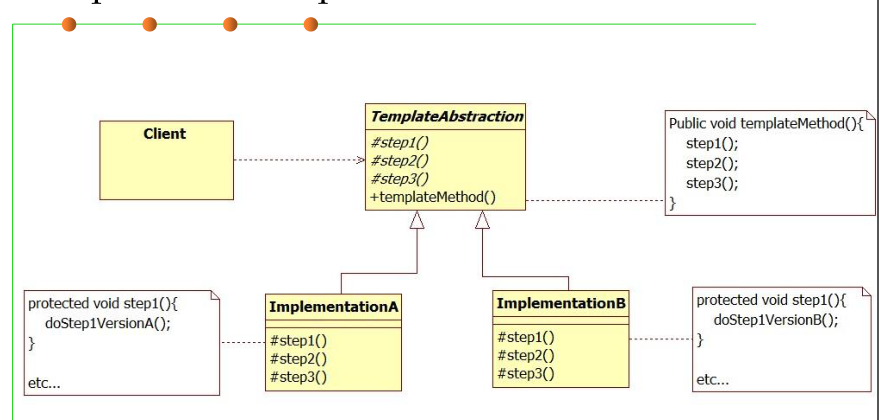 Client
TemplateAbstraction
#step1()
#step2()
#step3()
+templateMethod()
Public void templateMethod(){
step1();
step2();
step3();
}
protected void step1(){
doStep1VersionA();
}
etc...
ImplementationA
#step1()
#step2()
#step3()
ImplementationB
#step1()
#step2()
#step3()
protected void step1(){
doStep1VersionB();
}
etc...